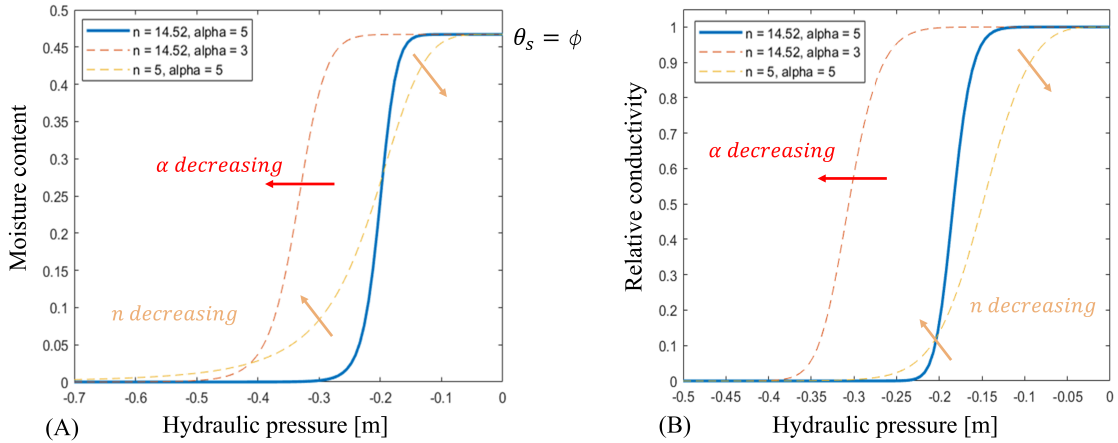 n = 14.52, alpha = 5
n = 14.52, alpha = 3
n = 5, alpha = 5
θ_s = ϕ
α decreasing
n decreasing
Moisture content
0.5
0.45
0.4
0.35
0.3
0.25
0.2
0.15
0.1
0.05
0
-0.7
-0.6
-0.5
-0.4
-0.3
-0.2
-0.1
0
(A)
Hydraulic pressure [m]
n = 14.52, alpha = 5
n = 14.52, alpha = 3
n = 5, alpha = 5
α decreasing
n decreasing
Relative conductivity
1
0.9
0.8
0.7
0.6
0.5
0.4
0.3
0.2
0.1
0
-0.5
-0.45
-0.4
-0.35
-0.3
-0.25
-0.2
-0.15
-0.1
-0.05
0
(B)
Hydraulic pressure [m]